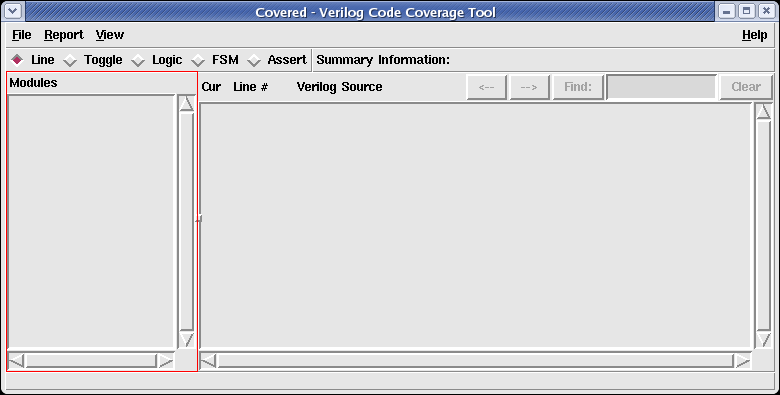 Covered - Verilog Code Coverage Tool
File Report View Help
Line Toggle Logic FSM Assert Summary Information:
Modules
Cur Line # Verilog Source <-- --> Find: Clear